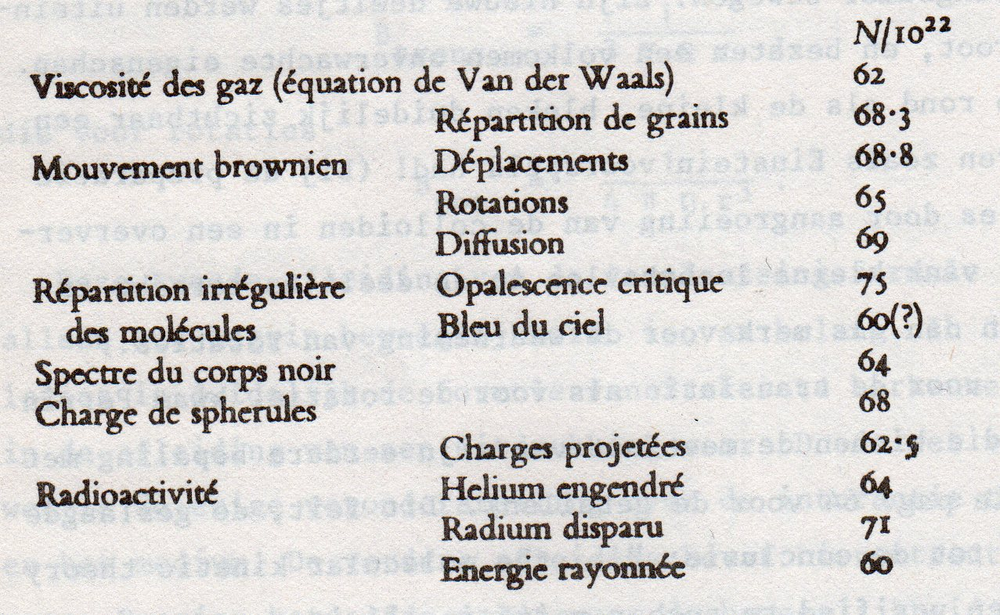 N/10²²
Viscosité des gaz (équation de Van der Waals) 62
Répartition de grains 68·3
Mouvement brownien Déplacements 68·8
Rotations 65
Diffusion 69
Répartition irrégulière Opalescence critique 75
des molécules Bleu du ciel 60(?)
Spectre du corps noir 64
Charge de spherules 68
Charges projetées 62·5
Radioactivité Helium engendré 64
Radium disparu 71
Energie rayonnée 60